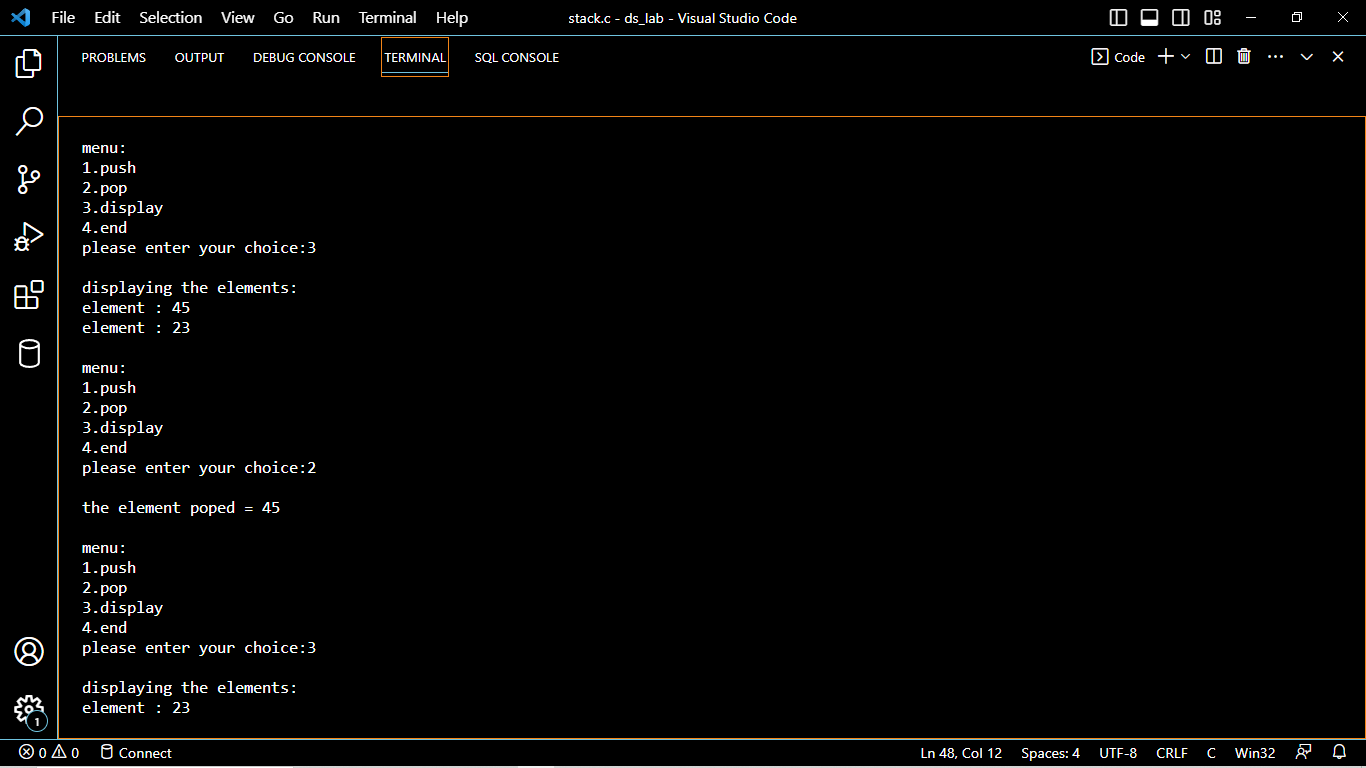 File Edit Selection View Go Run Terminal Help stack.c - ds_lab - Visual Studio Code
PROBLEMS OUTPUT DEBUG CONSOLE TERMINAL SQL CONSOLE Code
menu:
1.push
2.pop
3.display
4.end
please enter your choice:3
displaying the elements:
element : 45
element : 23
menu:
1.push
2.pop
3.display
4.end
please enter your choice:2
the element poped = 45
menu:
1.push
2.pop
3.display
4.end
please enter your choice:3
displaying the elements:
element : 23
1
0 0 Connect Ln 48, Col 12 Spaces: 4 UTF-8 CRLF C Win32